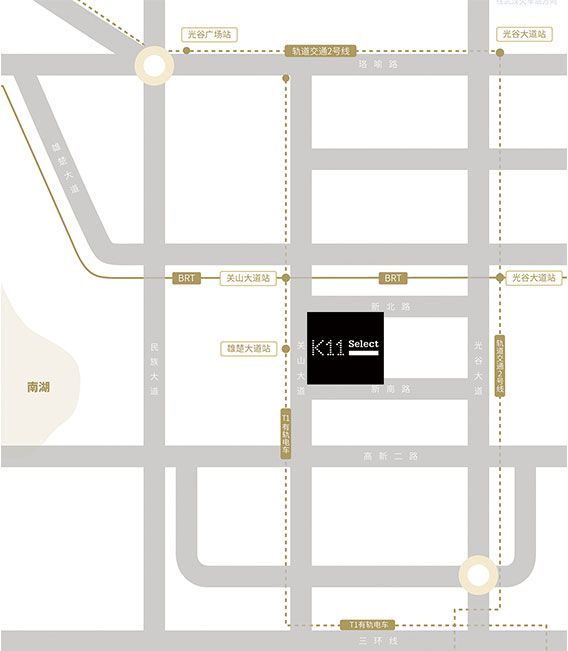 光谷广场站
轨道交通2号线
光谷大道站
珞喻路
雄楚大道
BRT
关山大道站
BRT
光谷大道站
新北路
K11 Select
雄楚大道站
民族大道
关山大道
光谷大道
轨道交通2号线
南湖
新南路
T1有轨电车
高新二路
T1有轨电车
三环线